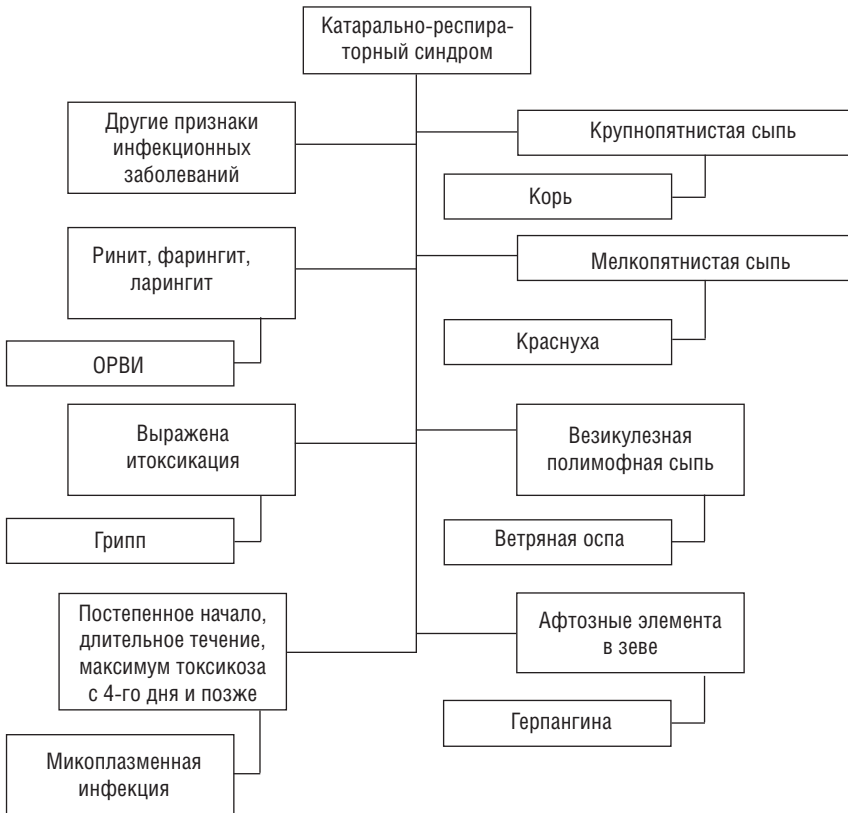 Катарально-респира-
торный синдром
Другие признаки
инфекционных
заболеваний
Крупнопятнистая сыпь
Корь
Ринит, фарингит,
ларингит
Мелкопятнистая сыпь
ОРВИ
Краснуха
Выражена
итоксикация
Везикулезная
полимофная сыпь
Грипп
Ветряная оспа
Постепенное начало,
длительное течение,
максимум токсикоза
с 4-го дня и позже
Афтозные элемента
в зеве
Герпангина
Микоплазменная
инфекция